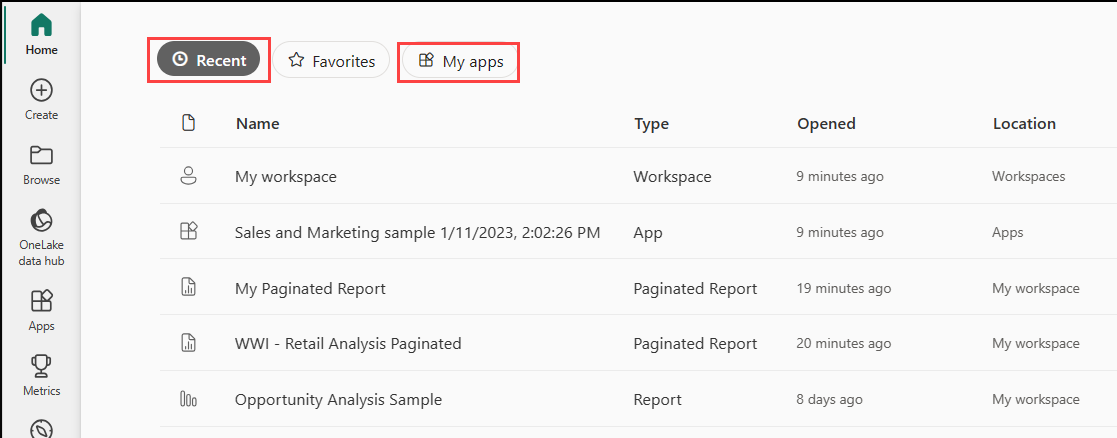 Home
Create
Browse
OneLake
data hub
Apps
Metrics
Recent Favorites My apps
Name Type Opened Location
My workspace Workspace 9 minutes ago Workspaces
Sales and Marketing sample 1/11/2023, 2:02:26 PM App 9 minutes ago Apps
My Paginated Report Paginated Report 19 minutes ago My workspace
WWI - Retail Analysis Paginated Paginated Report 20 minutes ago My workspace
Opportunity Analysis Sample Report 8 days ago My workspace